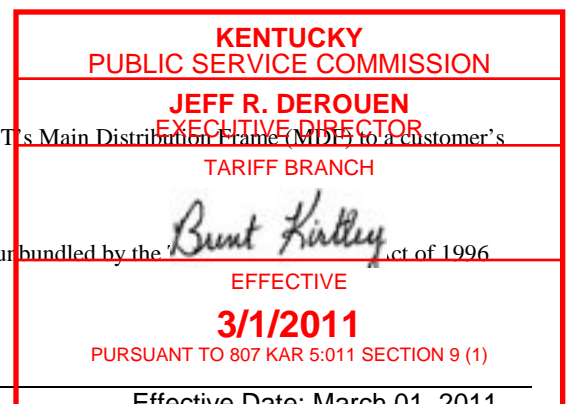 KENTUCKY
PUBLIC SERVICE COMMISSION
JEFF R. DEROUEN
EXECUTIVE DIRECTOR
T's Main Distribution Frame (MDF) to a customer's
TARIFF BRANCH
Bunt Kirtley
unbundled by the Act of 1996
EFFECTIVE
3/1/2011
PURSUANT TO 807 KAR 5:011 SECTION 9 (1)
Effective Date: March 01, 2011